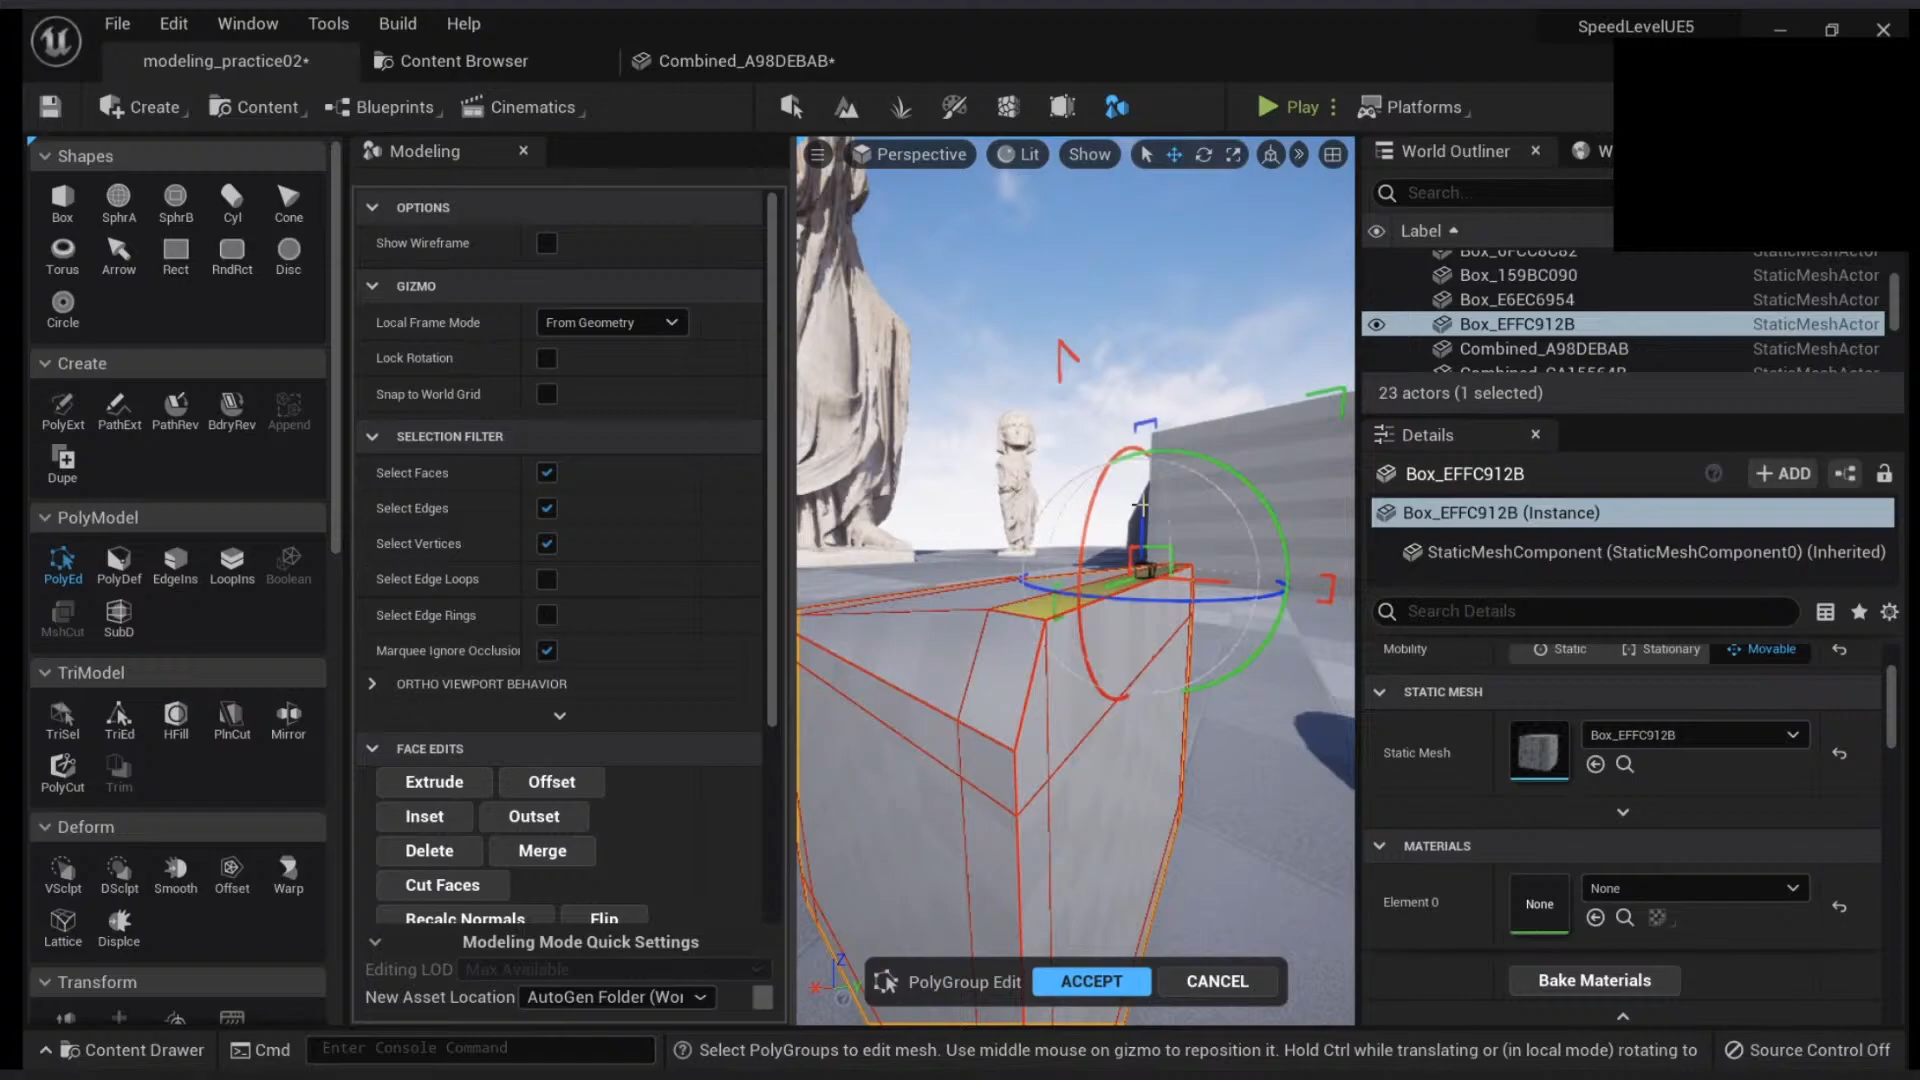 File Edit Window Tools Build Help
SpeedLevelUE5
modeling_practice02*
Content Browser
Combined_A98DEBAB*
Create
Content
Blueprints
Cinematics
Play
Platforms
Shapes
Box SphrA SphrB Cyl Cone
Torus Arrow Rect RndRct Disc
Circle
Create
PolyExt PathExt PathRev BdryRev Append
Dupe
PolyModel
PolyEd PolyDef EdgeIns LoopIns Boolean
MshCut SubD
TriModel
TriSel TriEd HFill PlnCut Mirror
PolyCut Trim
Deform
VSclpt DSclpt Smooth Offset Warp
Lattice Displce
Transform
Modeling
OPTIONS
Show Wireframe
GIZMO
Local Frame Mode From Geometry
Lock Rotation
Snap to World Grid
SELECTION FILTER
Select Faces
Select Edges
Select Vertices
Select Edge Loops
Select Edge Rings
Marquee Ignore Occlusio
ORTHO VIEWPORT BEHAVIOR
FACE EDITS
Extrude Offset
Inset Outset
Delete Merge
Cut Faces
Recalc Normals Flip
Modeling Mode Quick Settings
Editing LOD Max Available
New Asset Location AutoGen Folder (Wor
Perspective Lit Show
Z
X
PolyGroup Edit ACCEPT CANCEL
World Outliner
W
Search...
Label
Box_6FCC8C82 StaticMeshActor
Box_159BC090 StaticMeshActor
Box_E6EC6954 StaticMeshActor
Box_EFFC912B StaticMeshActor
Combined_A98DEBAB StaticMeshActor
23 actors (1 selected)
Details
Box_EFFC912B
ADD
Box_EFFC912B (Instance)
StaticMeshComponent (StaticMeshComponent0) (Inherited)
Search Details
Mobility Static Stationary Movable
STATIC MESH
Static Mesh Box_EFFC912B
MATERIALS
Element 0 None None
Bake Materials
Content Drawer
Cmd
Enter Console Command
Select PolyGroups to edit mesh. Use middle mouse on gizmo to reposition it. Hold Ctrl while translating or (in local mode) rotating to
Source Control Off